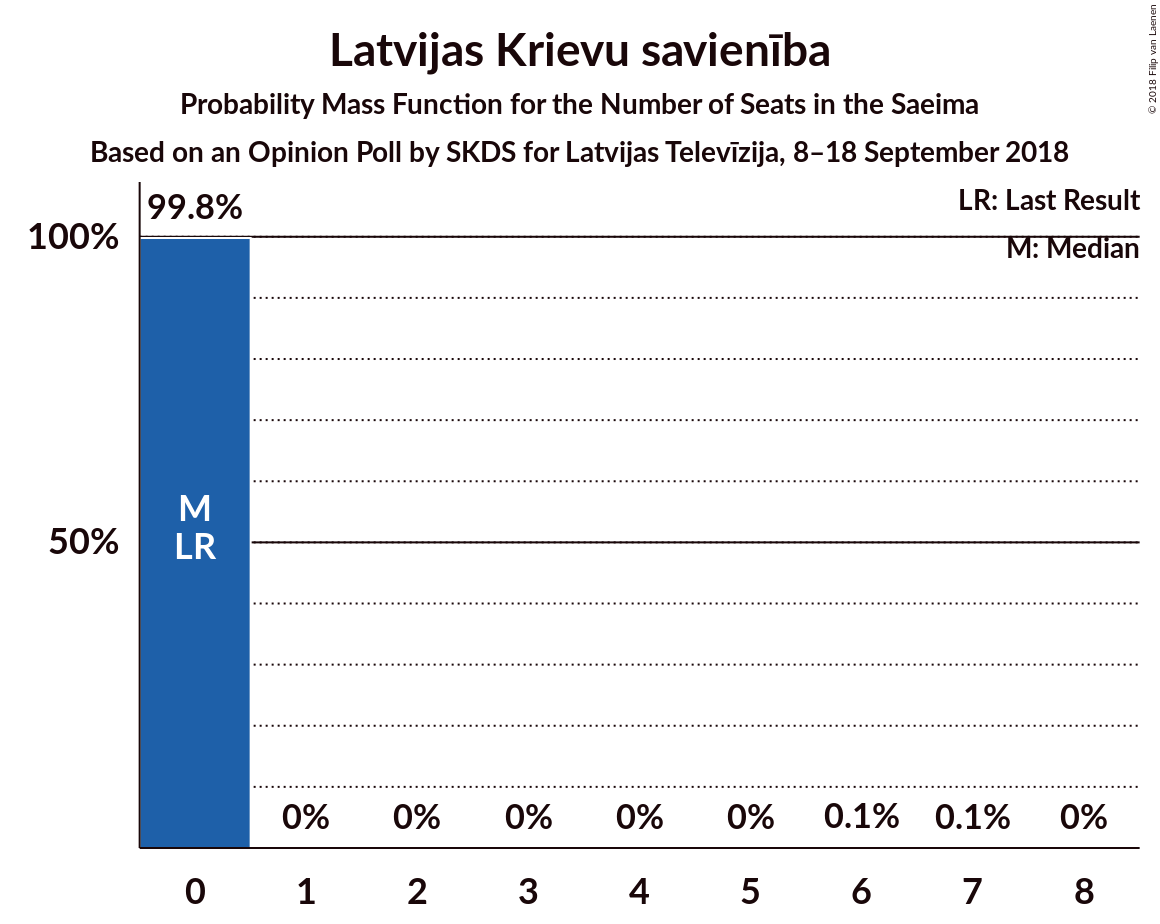 Latvijas Krievu savienība
Probability Mass Function for the Number of Seats in the Saeima
Based on an Opinion Poll by SKDS for Latvijas Televīzija, 8–18 September 2018
© 2018 Filip van Laenen
LR: Last Result
M: Median
99.8%
100%
50%
M
LR
0% 0% 0% 0% 0% 0.1% 0.1% 0%
0 1 2 3 4 5 6 7 8